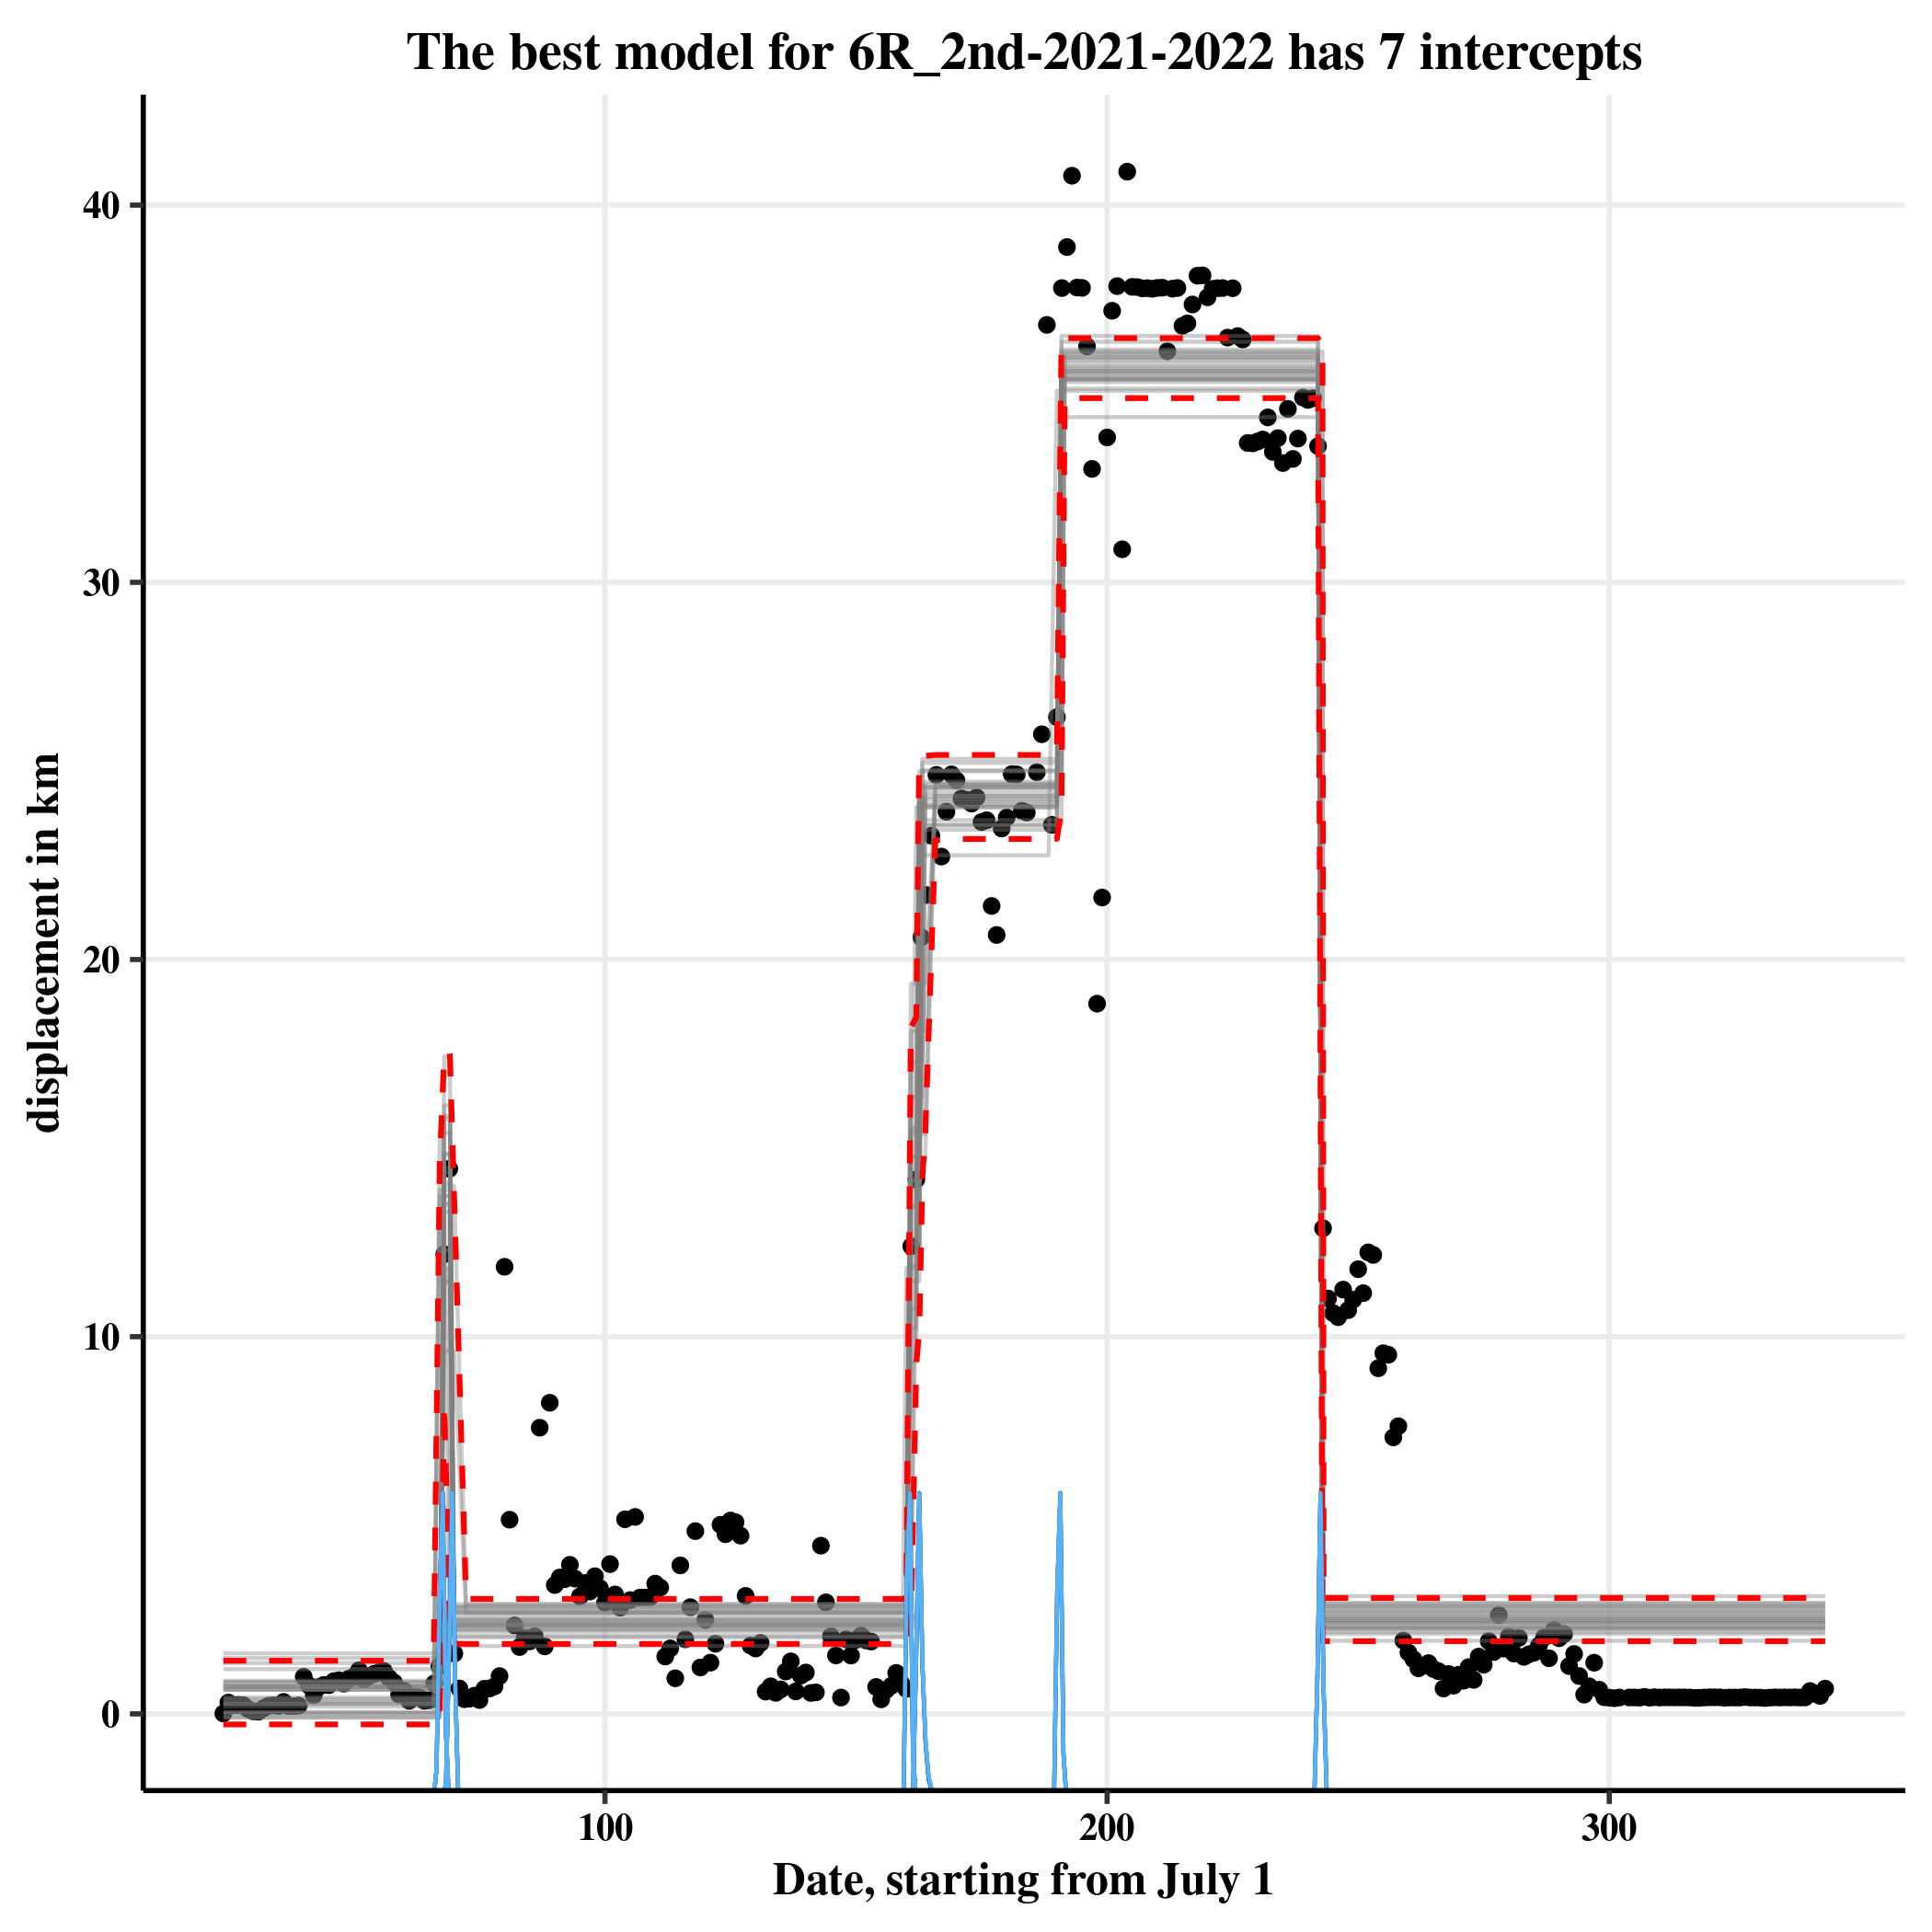 The best model for 6R_2nd-2021-2022 has 7 intercepts
displacement in km
40
30
20
10
0
100 200 300
Date, starting from July 1